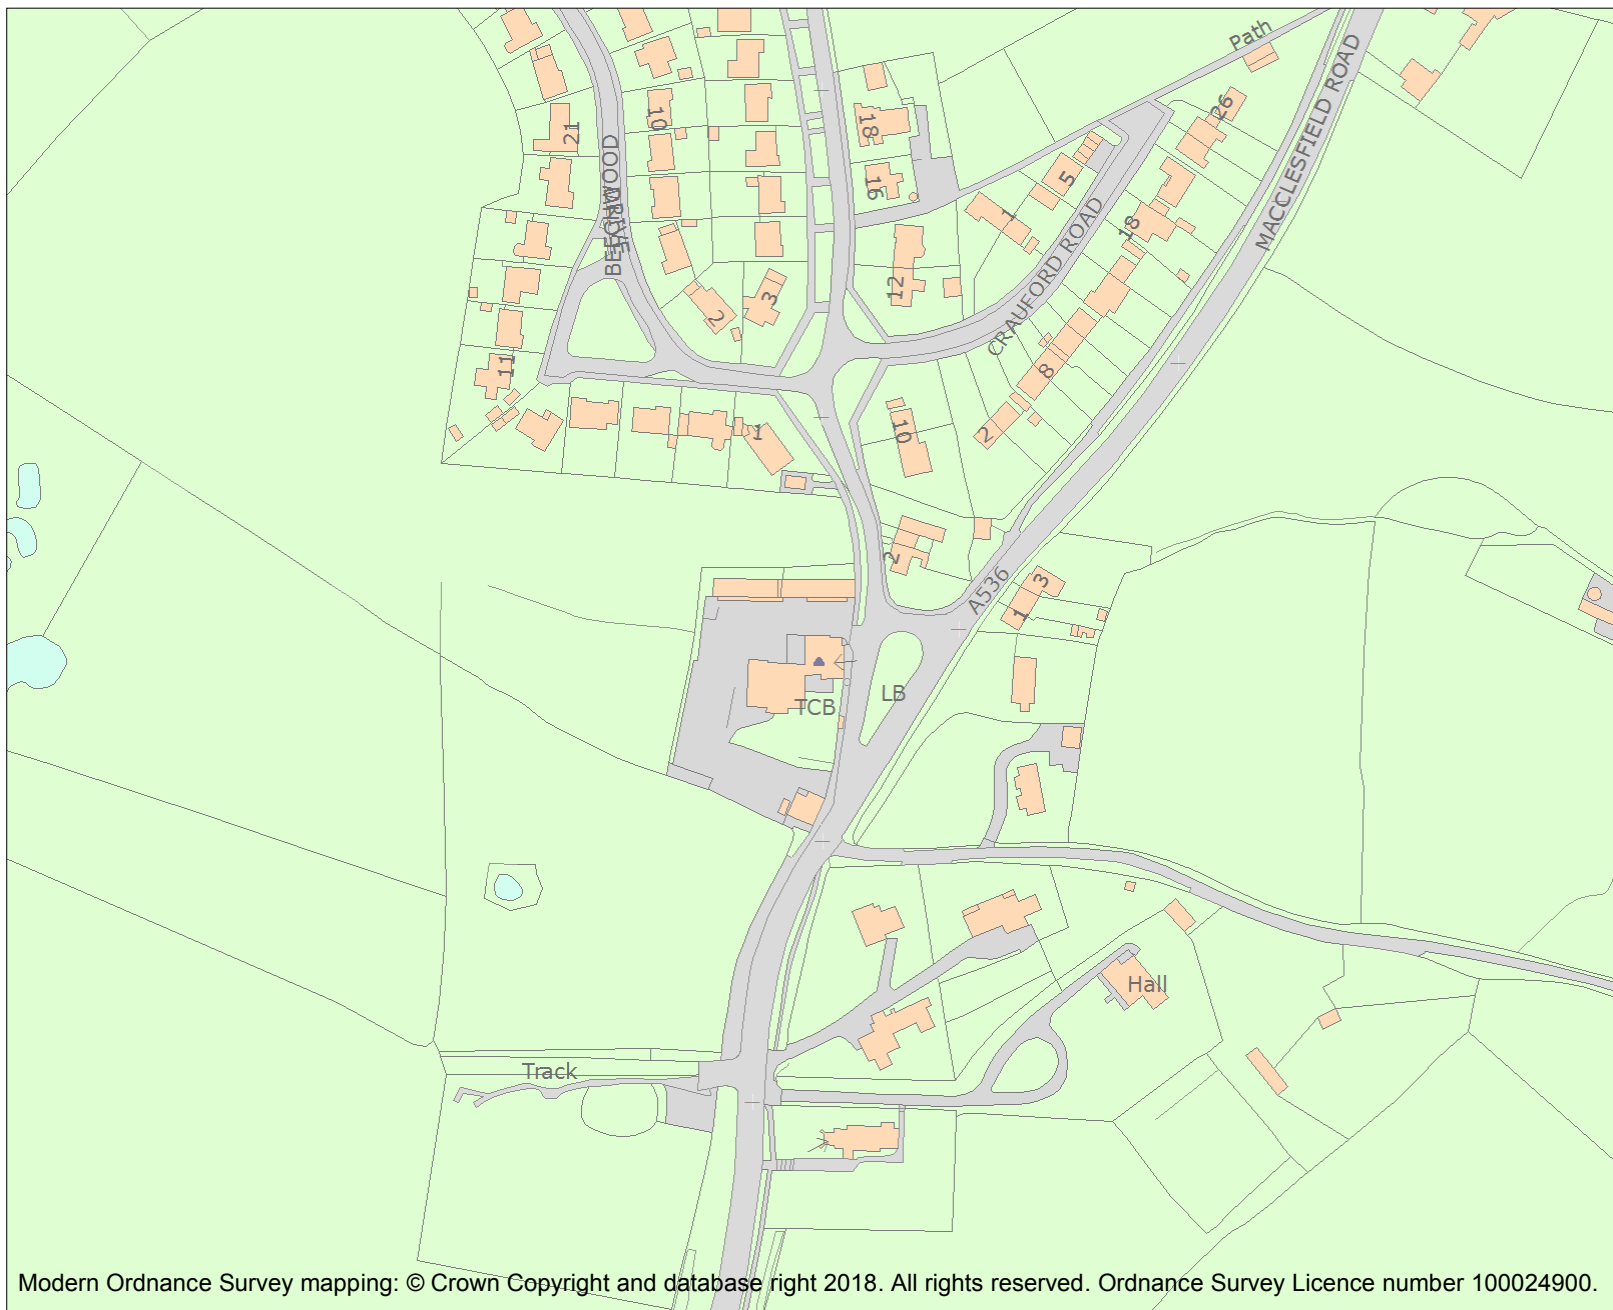 Path
MACCLESFIELD ROAD
26
21
10
18
5
16
1
BEECHWOOD
DRIVE
18
CRAUFORD ROAD
12
3
2
11
8
1
10
2
2
A536
3
1
LB
TCB
Hall
Track
Modern Ordnance Survey mapping: © Crown Copyright and database right 2018. All rights reserved. Ordnance Survey Licence number 100024900.